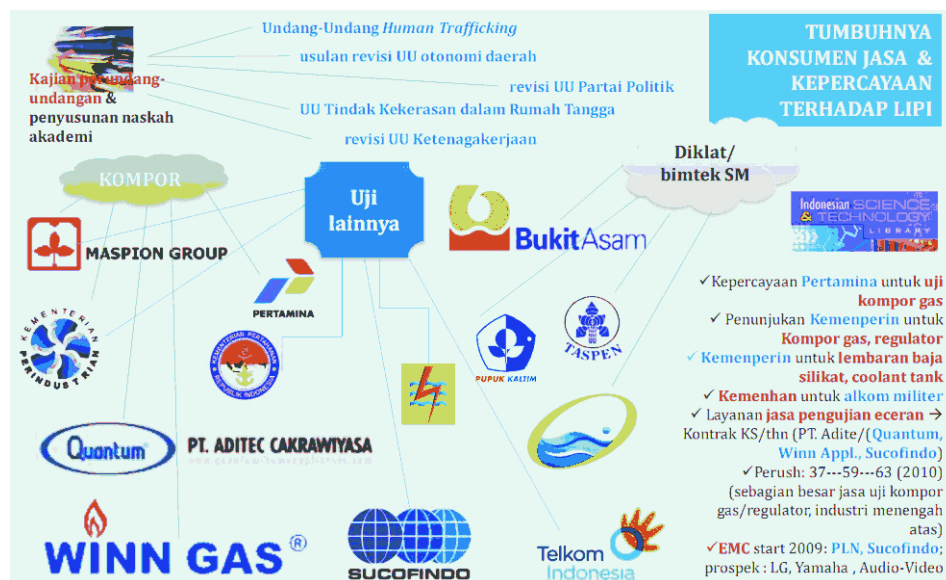 Undang-Undang Human Trafficking
usulan revisi UU otonomi daerah
revisi UU Partai Politik
UU Tindak Kekerasan dalam Rumah Tangga
revisi UU Ketenagakerjaan
Kajian perundang-
undangan &
penyusunan naskah
akademi
TUMBUHNYA
KONSUMEN JASA &
KEPERCAYAAN
TERHADAP LIPI
KOMPOR
Uji
lainnya
Diklat/
bimtek SM
MASPION GROUP
PERTAMINA
BukitAsam
Indonesian SCIENCE
& TECHNOLOGY
LIBRARY
KEMENTERIAN
PERINDUSTRIAN
KEMENTERIAN PERTAHANAN
REPUBLIK INDONESIA
PUPUK KALTIM
TASPEN
Quantum®
PT. ADITEC CAKRAWIYASA
WINN GAS®
SUCOFINDO
Telkom
Indonesia
✓Kepercayaan Pertamina untuk uji
kompor gas
✓ Penunjukan Kemenperin untuk
Kompor gas, regulator
✓ Kemenperin untuk lembaran baja
silikat, coolant tank
✓ Kemenhan untuk alkom militer
✓ Layanan jasa pengujian eceran →
Kontrak KS/thn (PT. Adite/(Quantum,
Winn Appl., Sucofindo)
✓Perush: 37---59---63 (2010)
(sebagian besar jasa uji kompor
gas/regulator, industri menengah
atas)
✓EMC start 2009: PLN, Sucofindo;
prospek : LG, Yamaha , Audio-Video